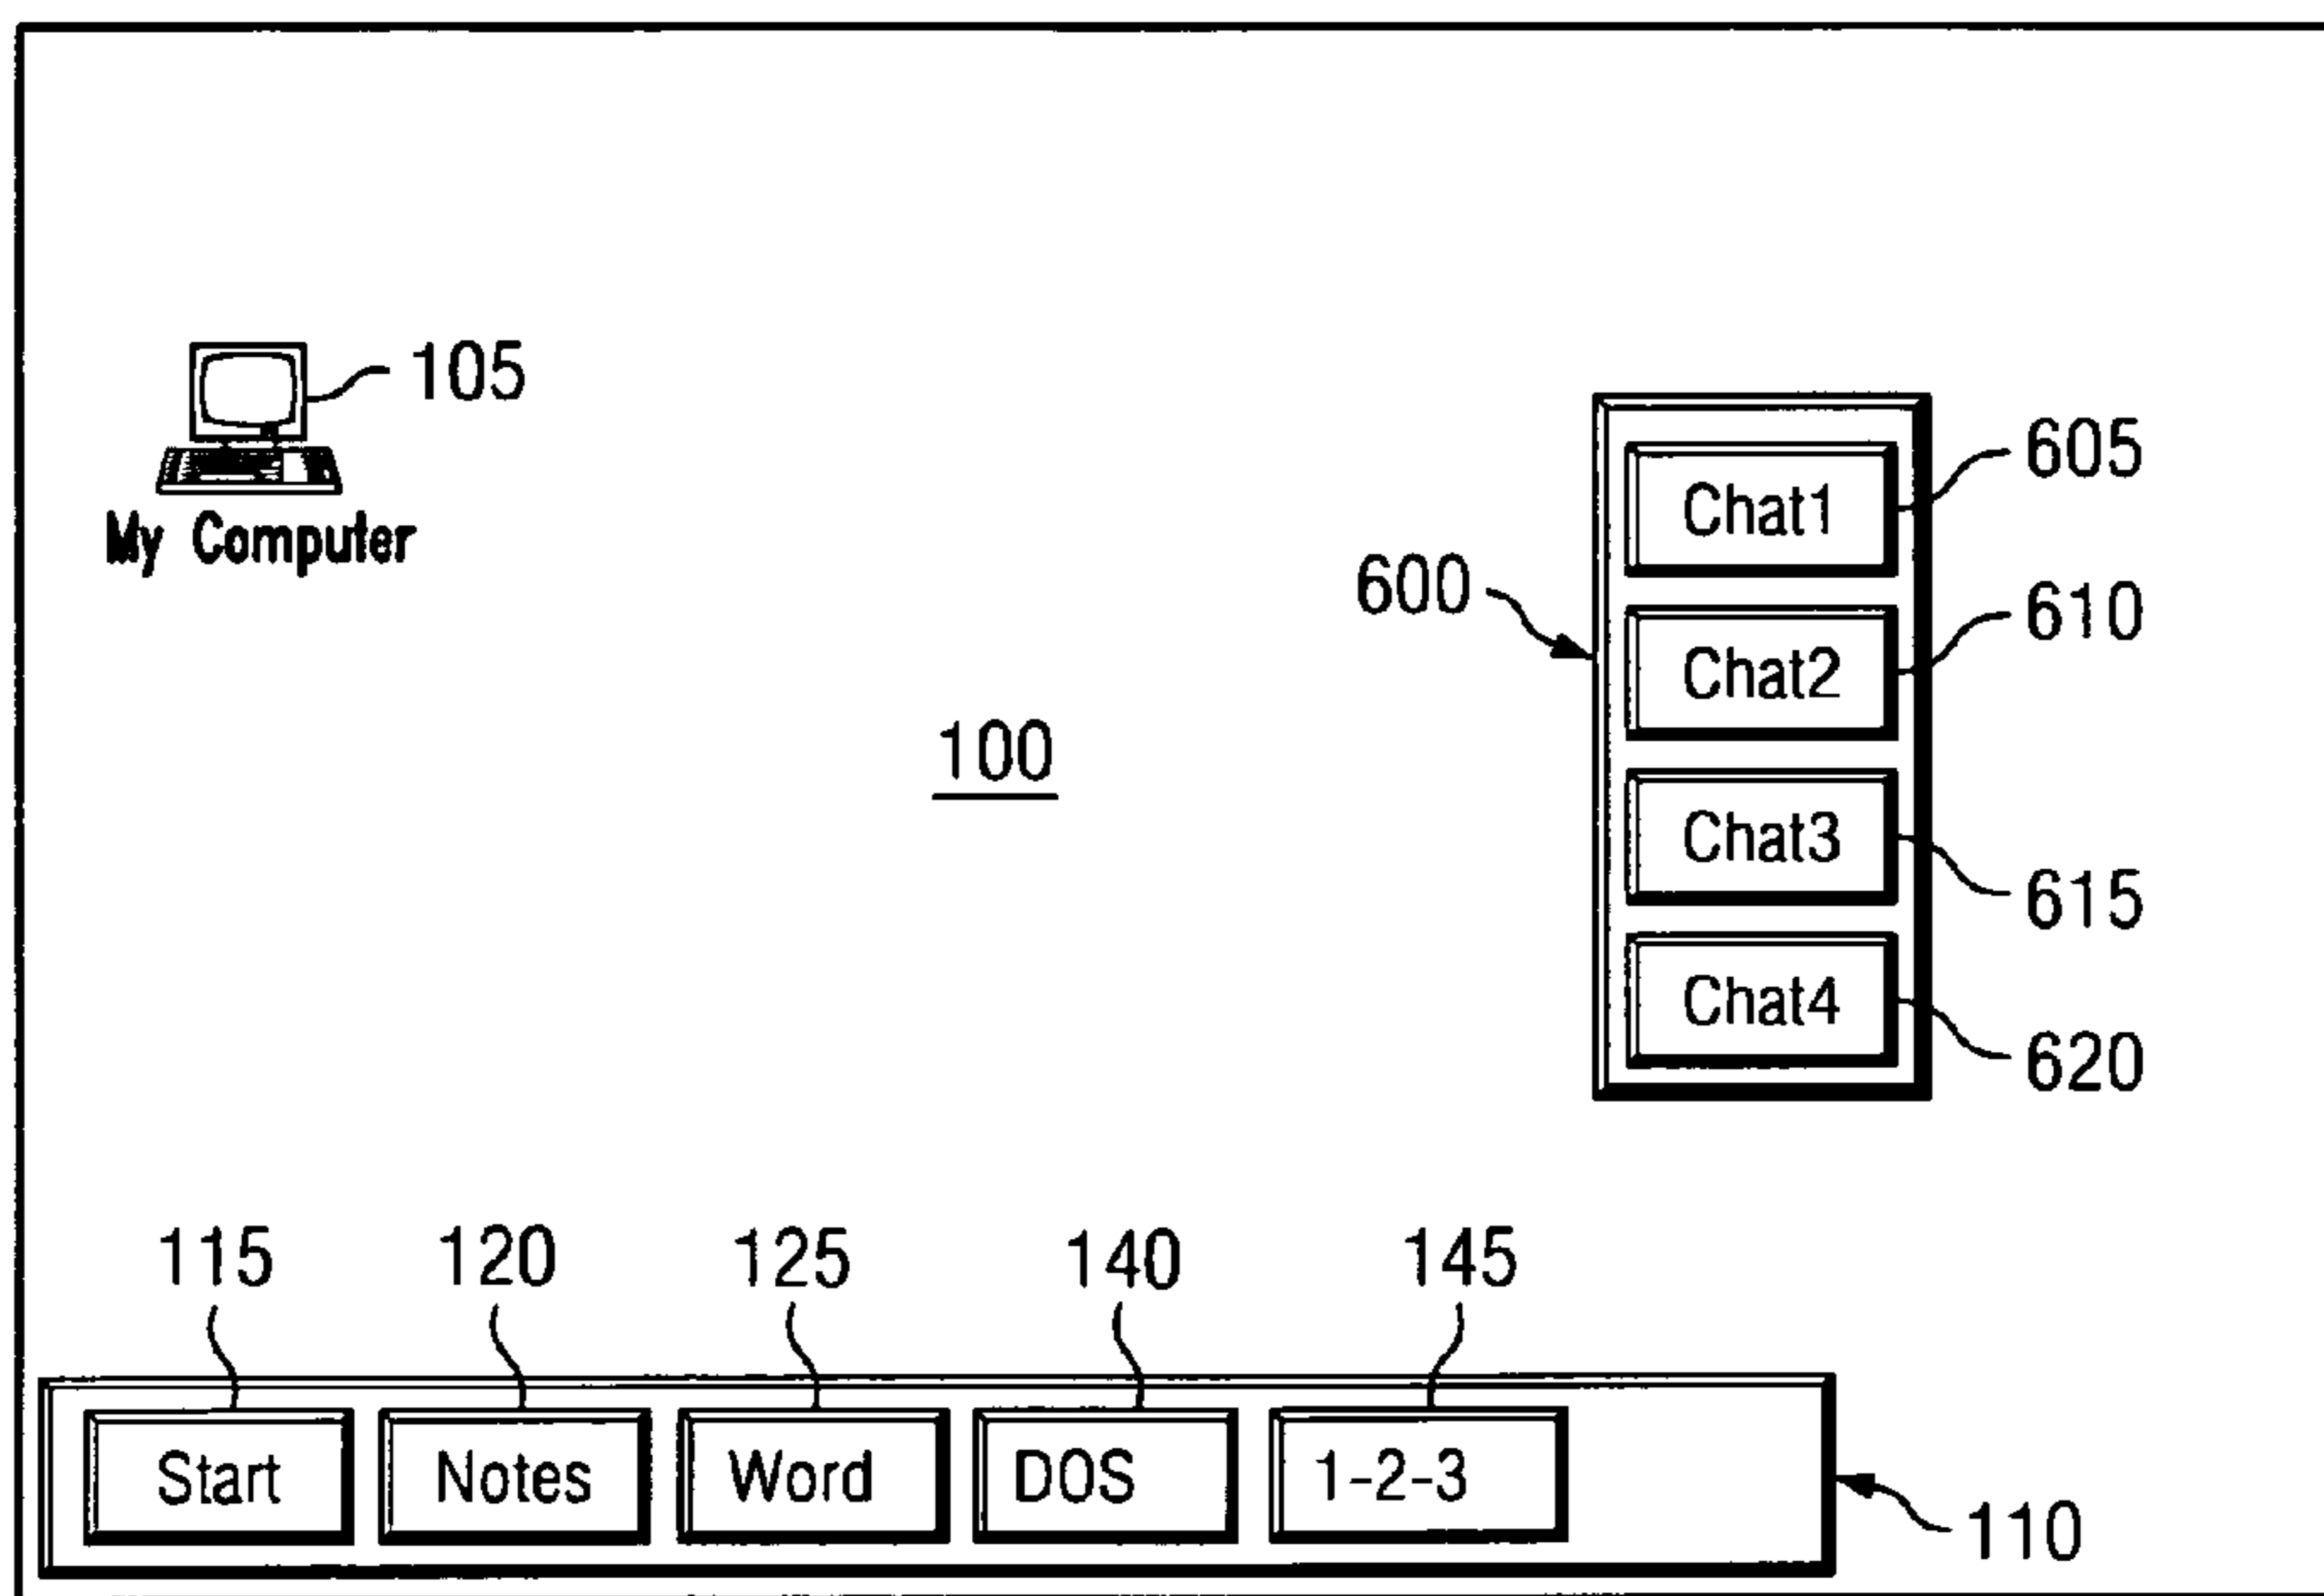 105
My Computer
605
Chat1
600
610
Chat2
100
Chat3
615
Chat4
620
115 120 125 140 145
Start Notes Word DOS 1-2-3
110